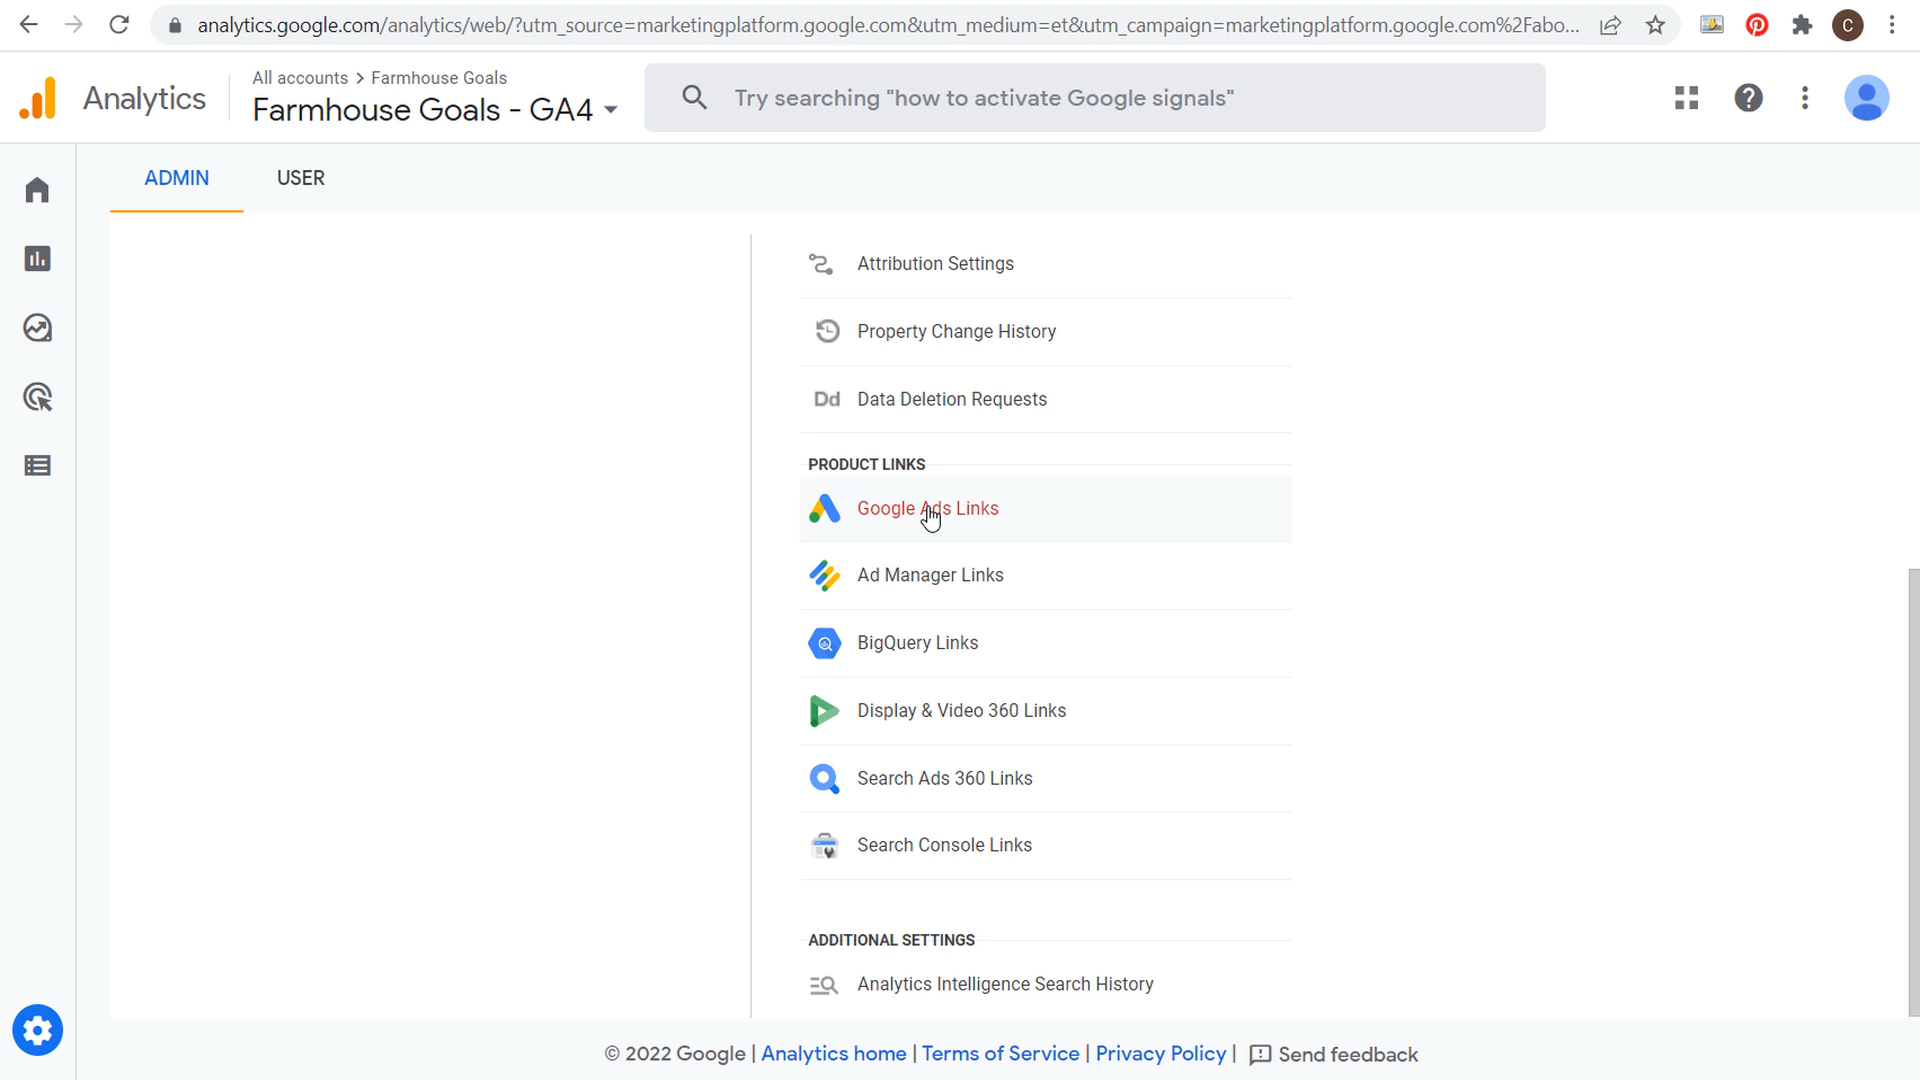 analytics.google.com/analytics/web/?utm_source=marketingplatform.google.com&utm_medium=et&utm_campaign=marketingplatform.google.com%2Fabo...
C
Analytics
All accounts > Farmhouse Goals
Farmhouse Goals - GA4
Try searching "how to activate Google signals"
ADMIN
USER
Attribution Settings
Property Change History
Dd Data Deletion Requests
PRODUCT LINKS
Google Ads Links
Ad Manager Links
BigQuery Links
Display & Video 360 Links
Search Ads 360 Links
Search Console Links
ADDITIONAL SETTINGS
Analytics Intelligence Search History
© 2022 Google | Analytics home | Terms of Service | Privacy Policy | Send feedback